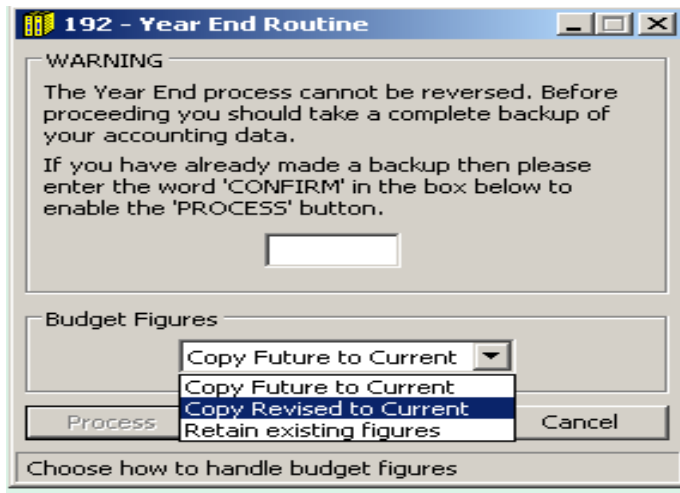 192 - Year End Routine
WARNING
The Year End process cannot be reversed. Before
proceeding you should take a complete backup of
your accounting data.
If you have already made a backup then please
enter the word 'CONFIRM' in the box below to
enable the 'PROCESS' button.
Budget Figures
Copy Future to Current
Copy Future to Current
Copy Revised to Current
Retain existing figures
Process
Cancel
Choose how to handle budget figures